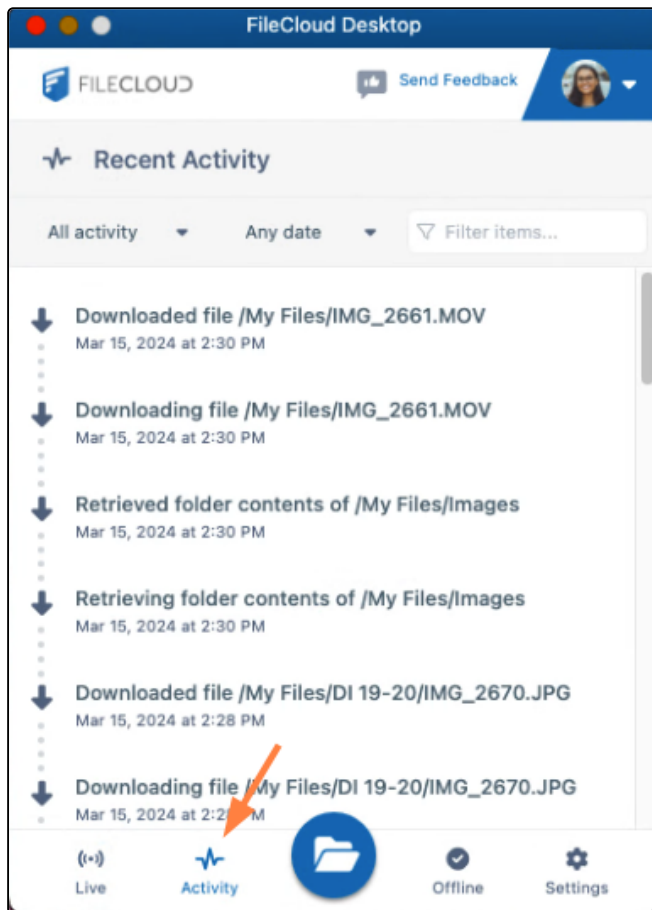 FileCloud Desktop
FILECLOUD
Send Feedback
Recent Activity
All activity
Any date
Filter items...
Downloaded file /My Files/IMG_2661.MOV
Mar 15, 2024 at 2:30 PM
Downloading file /My Files/IMG_2661.MOV
Mar 15, 2024 at 2:30 PM
Retrieved folder contents of /My Files/Images
Mar 15, 2024 at 2:30 PM
Retrieving folder contents of /My Files/Images
Mar 15, 2024 at 2:30 PM
Downloaded file /My Files/DI 19-20/IMG_2670.JPG
Mar 15, 2024 at 2:28 PM
Downloading file /My Files/DI 19-20/IMG_2670.JPG
Mar 15, 2024 at
Live
Activity
Offline
Settings